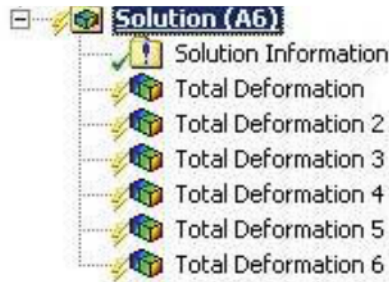 Solution (A6)
Solution Information
Total Deformation
Total Deformation 2
Total Deformation 3
Total Deformation 4
Total Deformation 5
Total Deformation 6